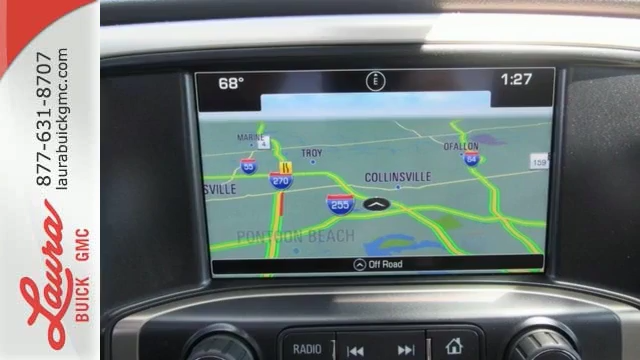 877-631-8707
laurabuickgmc.com
Laura
BUICK GMC
68°
E
1:27
MARINE
4
55
TROY
270
OFALLON
64
159
SVILLE
COLLINSVILLE
255
PONTOON BEACH
Off Road
RADIO